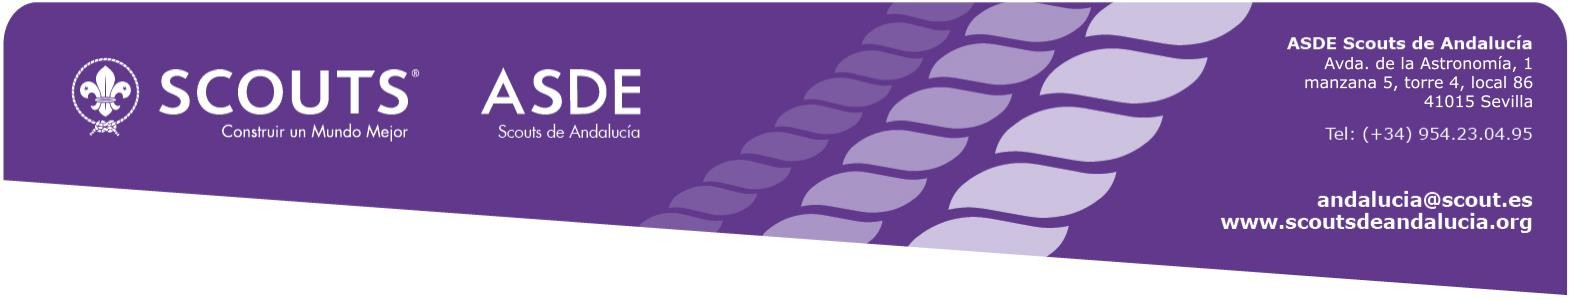 SCOUTS®
Construir un Mundo Mejor
ASDE
Scouts de Andalucía
ASDE Scouts de Andalucía
Avda. de la Astronomía, 1
manzana 5, torre 4, local 86
41015 Sevilla
Tel: (+34) 954.23.04.95
andalucia@scout.es
www.scoutsdeandalucia.org